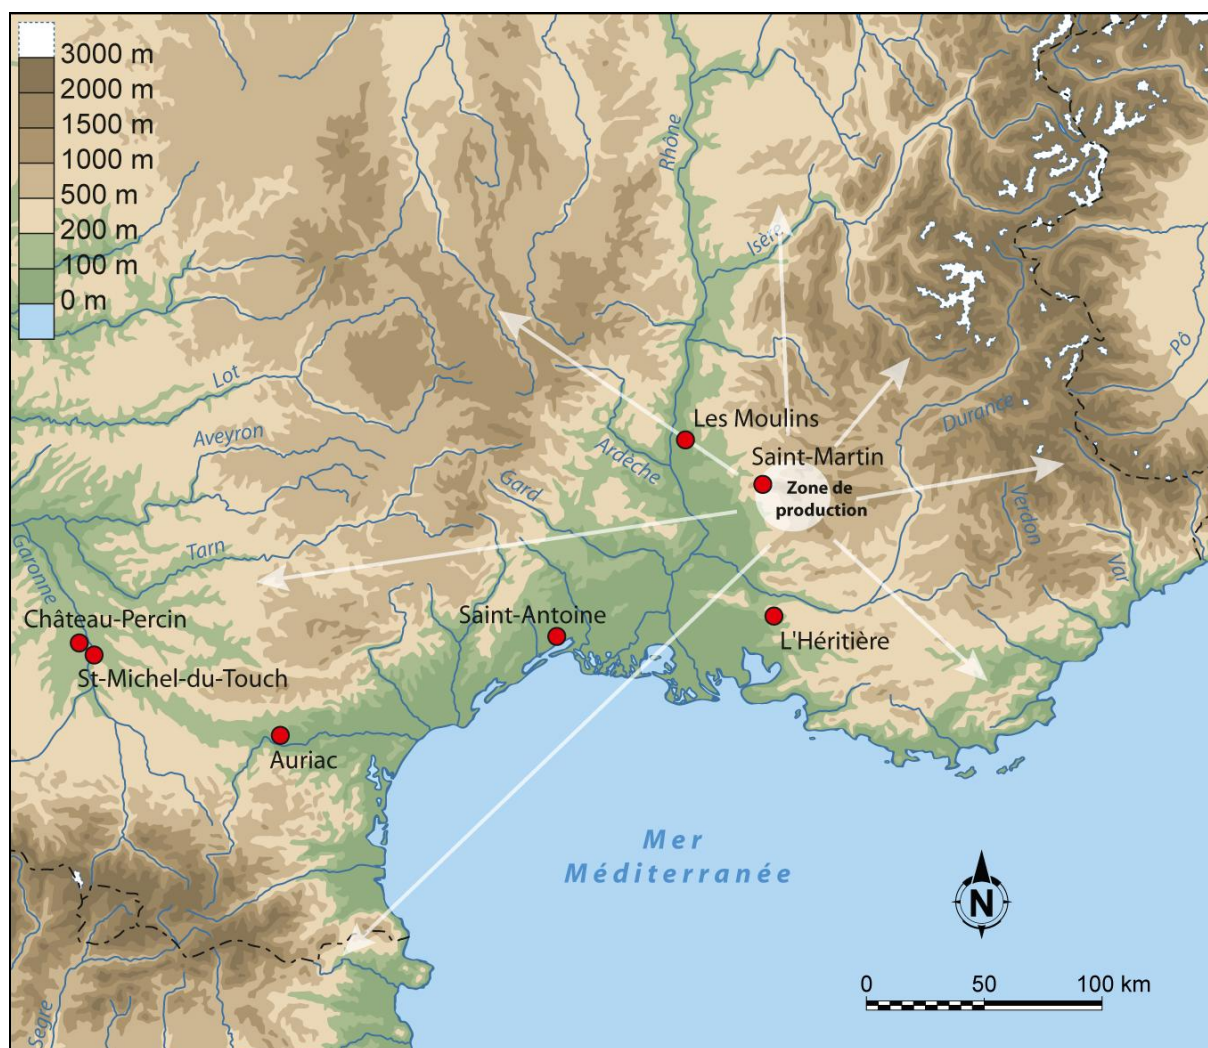 3000 m
2000 m
1500 m
1000 m
500 m
200 m
100 m
0 m
Rhône
Isère
Pô
Lot
Durance
Aveyron
Les Moulins
Ardèche
Saint-Martin
Zone de
production
Gard
Verdon
Tarn
Garonne
Var
Château-Percin
Saint-Antoine
L'Héritière
St-Michel-du-Touch
Auriac
Mer
Méditerranée
N
Segre
0 50 100 km